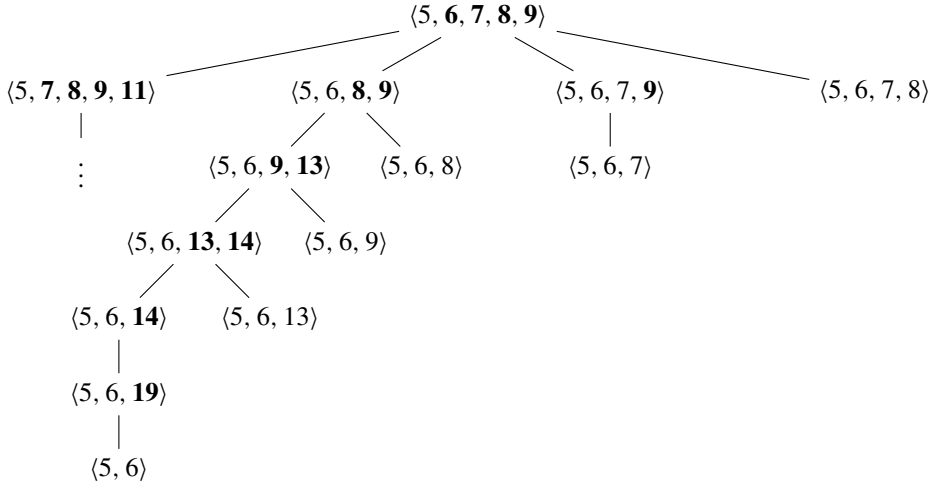 ⟨5, 6, 7, 8, 9⟩
⟨5, 7, 8, 9, 11⟩ ⟨5, 6, 8, 9⟩ ⟨5, 6, 7, 9⟩ ⟨5, 6, 7, 8⟩
⋮ ⟨5, 6, 9, 13⟩ ⟨5, 6, 8⟩ ⟨5, 6, 7⟩
⟨5, 6, 13, 14⟩ ⟨5, 6, 9⟩
⟨5, 6, 14⟩ ⟨5, 6, 13⟩
⟨5, 6, 19⟩
⟨5, 6⟩